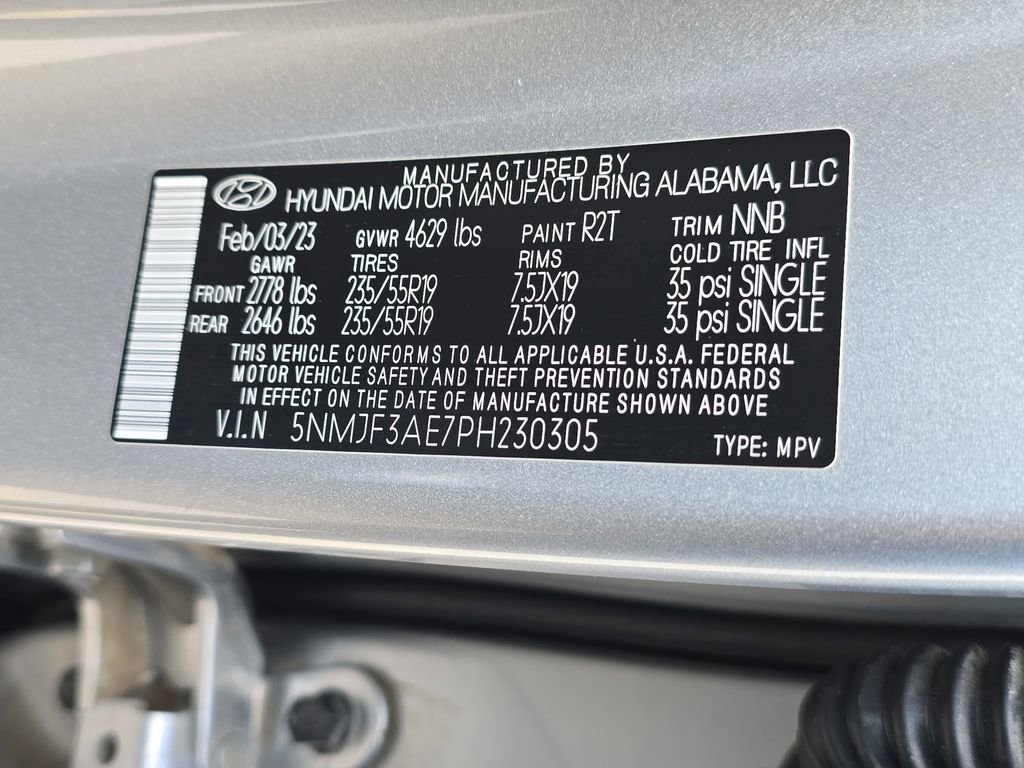 MANUFACTURED BY
HYUNDAI MOTOR MANUFACTURING ALABAMA, LLC
Feb/03/23 GVWR 4629 lbs PAINT R2T TRIM NNB
GAWR TIRES RIMS COLD TIRE INFL
FRONT 2778 lbs 235/55R19 7.5JX19 35 psi SINGLE
REAR 2646 lbs 235/55R19 7.5JX19 35 psi SINGLE
THIS VEHICLE CONFORMS TO ALL APPLICABLE U.S.A. FEDERAL
MOTOR VEHICLE SAFETY AND THEFT PREVENTION STANDARDS
IN EFFECT ON THE DATE OF MANUFACTURE SHOWN ABOVE
V.I.N 5NMJF3AE7PH230305 TYPE: MPV